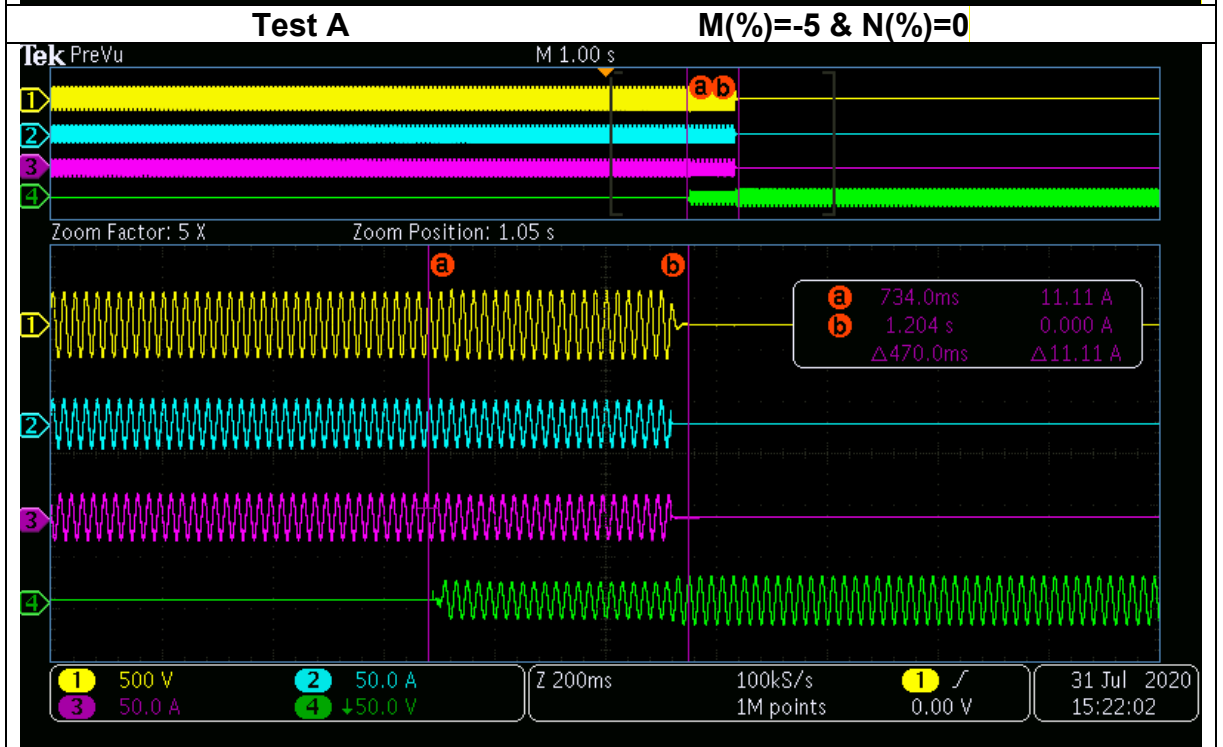 Test A M(%)=-5 & N(%)=0
Tek PreVu M 1.00 s
a b
1
2
3
4
Zoom Factor: 5 X Zoom Position: 1.05 s
a b
a 734.0ms 11.11 A
1 b 1.204 s 0.000 A
△470.0ms △11.11 A
2
3
4
1 500 V 2 50.0 A Z 200ms 100kS/s 1 31 Jul 2020
3 50.0 A 4 ↓50.0 V 1M points 0.00 V 15:22:02